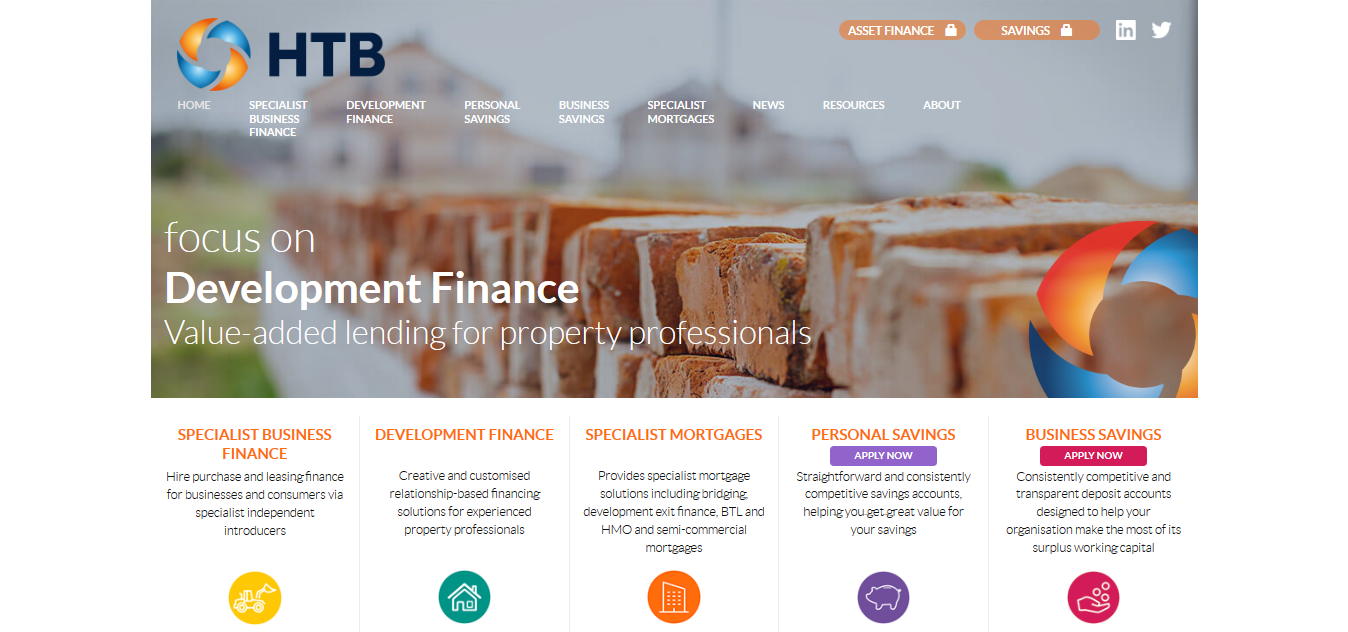 HTB
ASSET FINANCE
SAVINGS
in
HOME
SPECIALIST
BUSINESS
FINANCE
DEVELOPMENT
FINANCE
PERSONAL
SAVINGS
BUSINESS
SAVINGS
SPECIALIST
MORTGAGES
NEWS
RESOURCES
ABOUT
focus on
Development Finance
Value-added lending for property professionals
SPECIALIST BUSINESS
FINANCE
Hire purchase and leasing finance
for businesses and consumers via
specialist independent
introducers
DEVELOPMENT FINANCE
Creative and customised
relationship-based financing
solutions for experienced
property professionals
SPECIALIST MORTGAGES
Provides specialist mortgage
solutions including bridging,
development exit finance, BTL and
HMO and semi-commercial
mortgages
PERSONAL SAVINGS
APPLY NOW
Straightforward and consistently
competitive savings accounts,
helping you get great value for
your savings
BUSINESS SAVINGS
APPLY NOW
Consistently competitive and
transparent deposit accounts
designed to help your
organisation make the most of its
surplus working capital